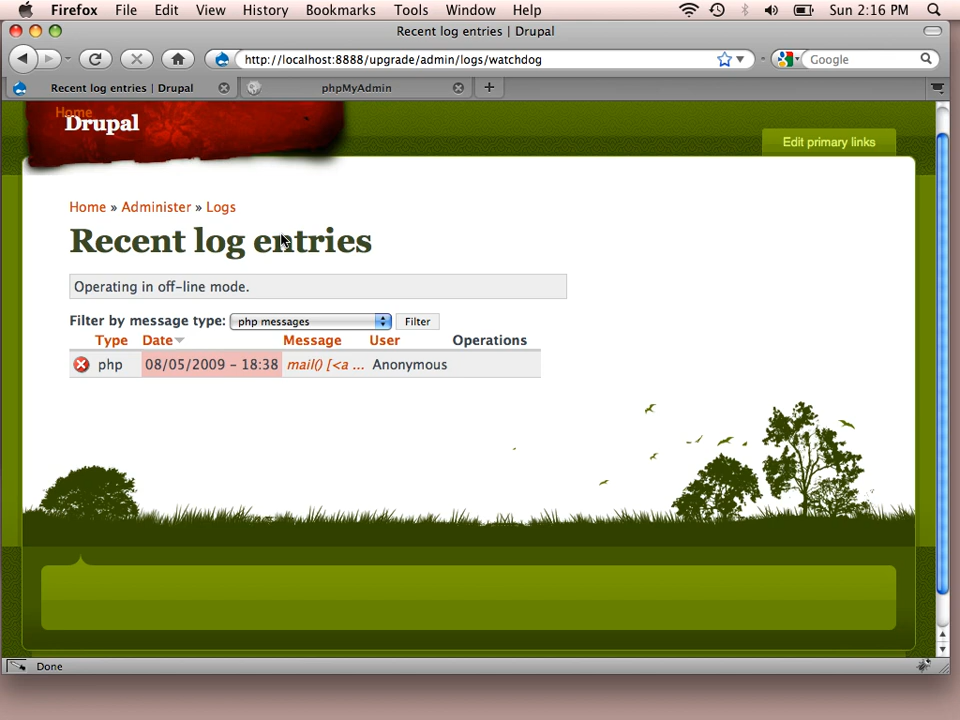 Firefox File Edit View History Bookmarks Tools Window Help Sun 2:16 PM
Recent log entries | Drupal
http://localhost:8888/upgrade/admin/logs/watchdog
Google
Recent log entries | Drupal
phpMyAdmin
Home
Drupal
Edit primary links
Home » Administer » Logs
Recent log entries
Operating in off-line mode.
Filter by message type: php messages Filter
Type Date Message User Operations
php 08/05/2009 - 18:38 mail() [<a ... Anonymous
Done